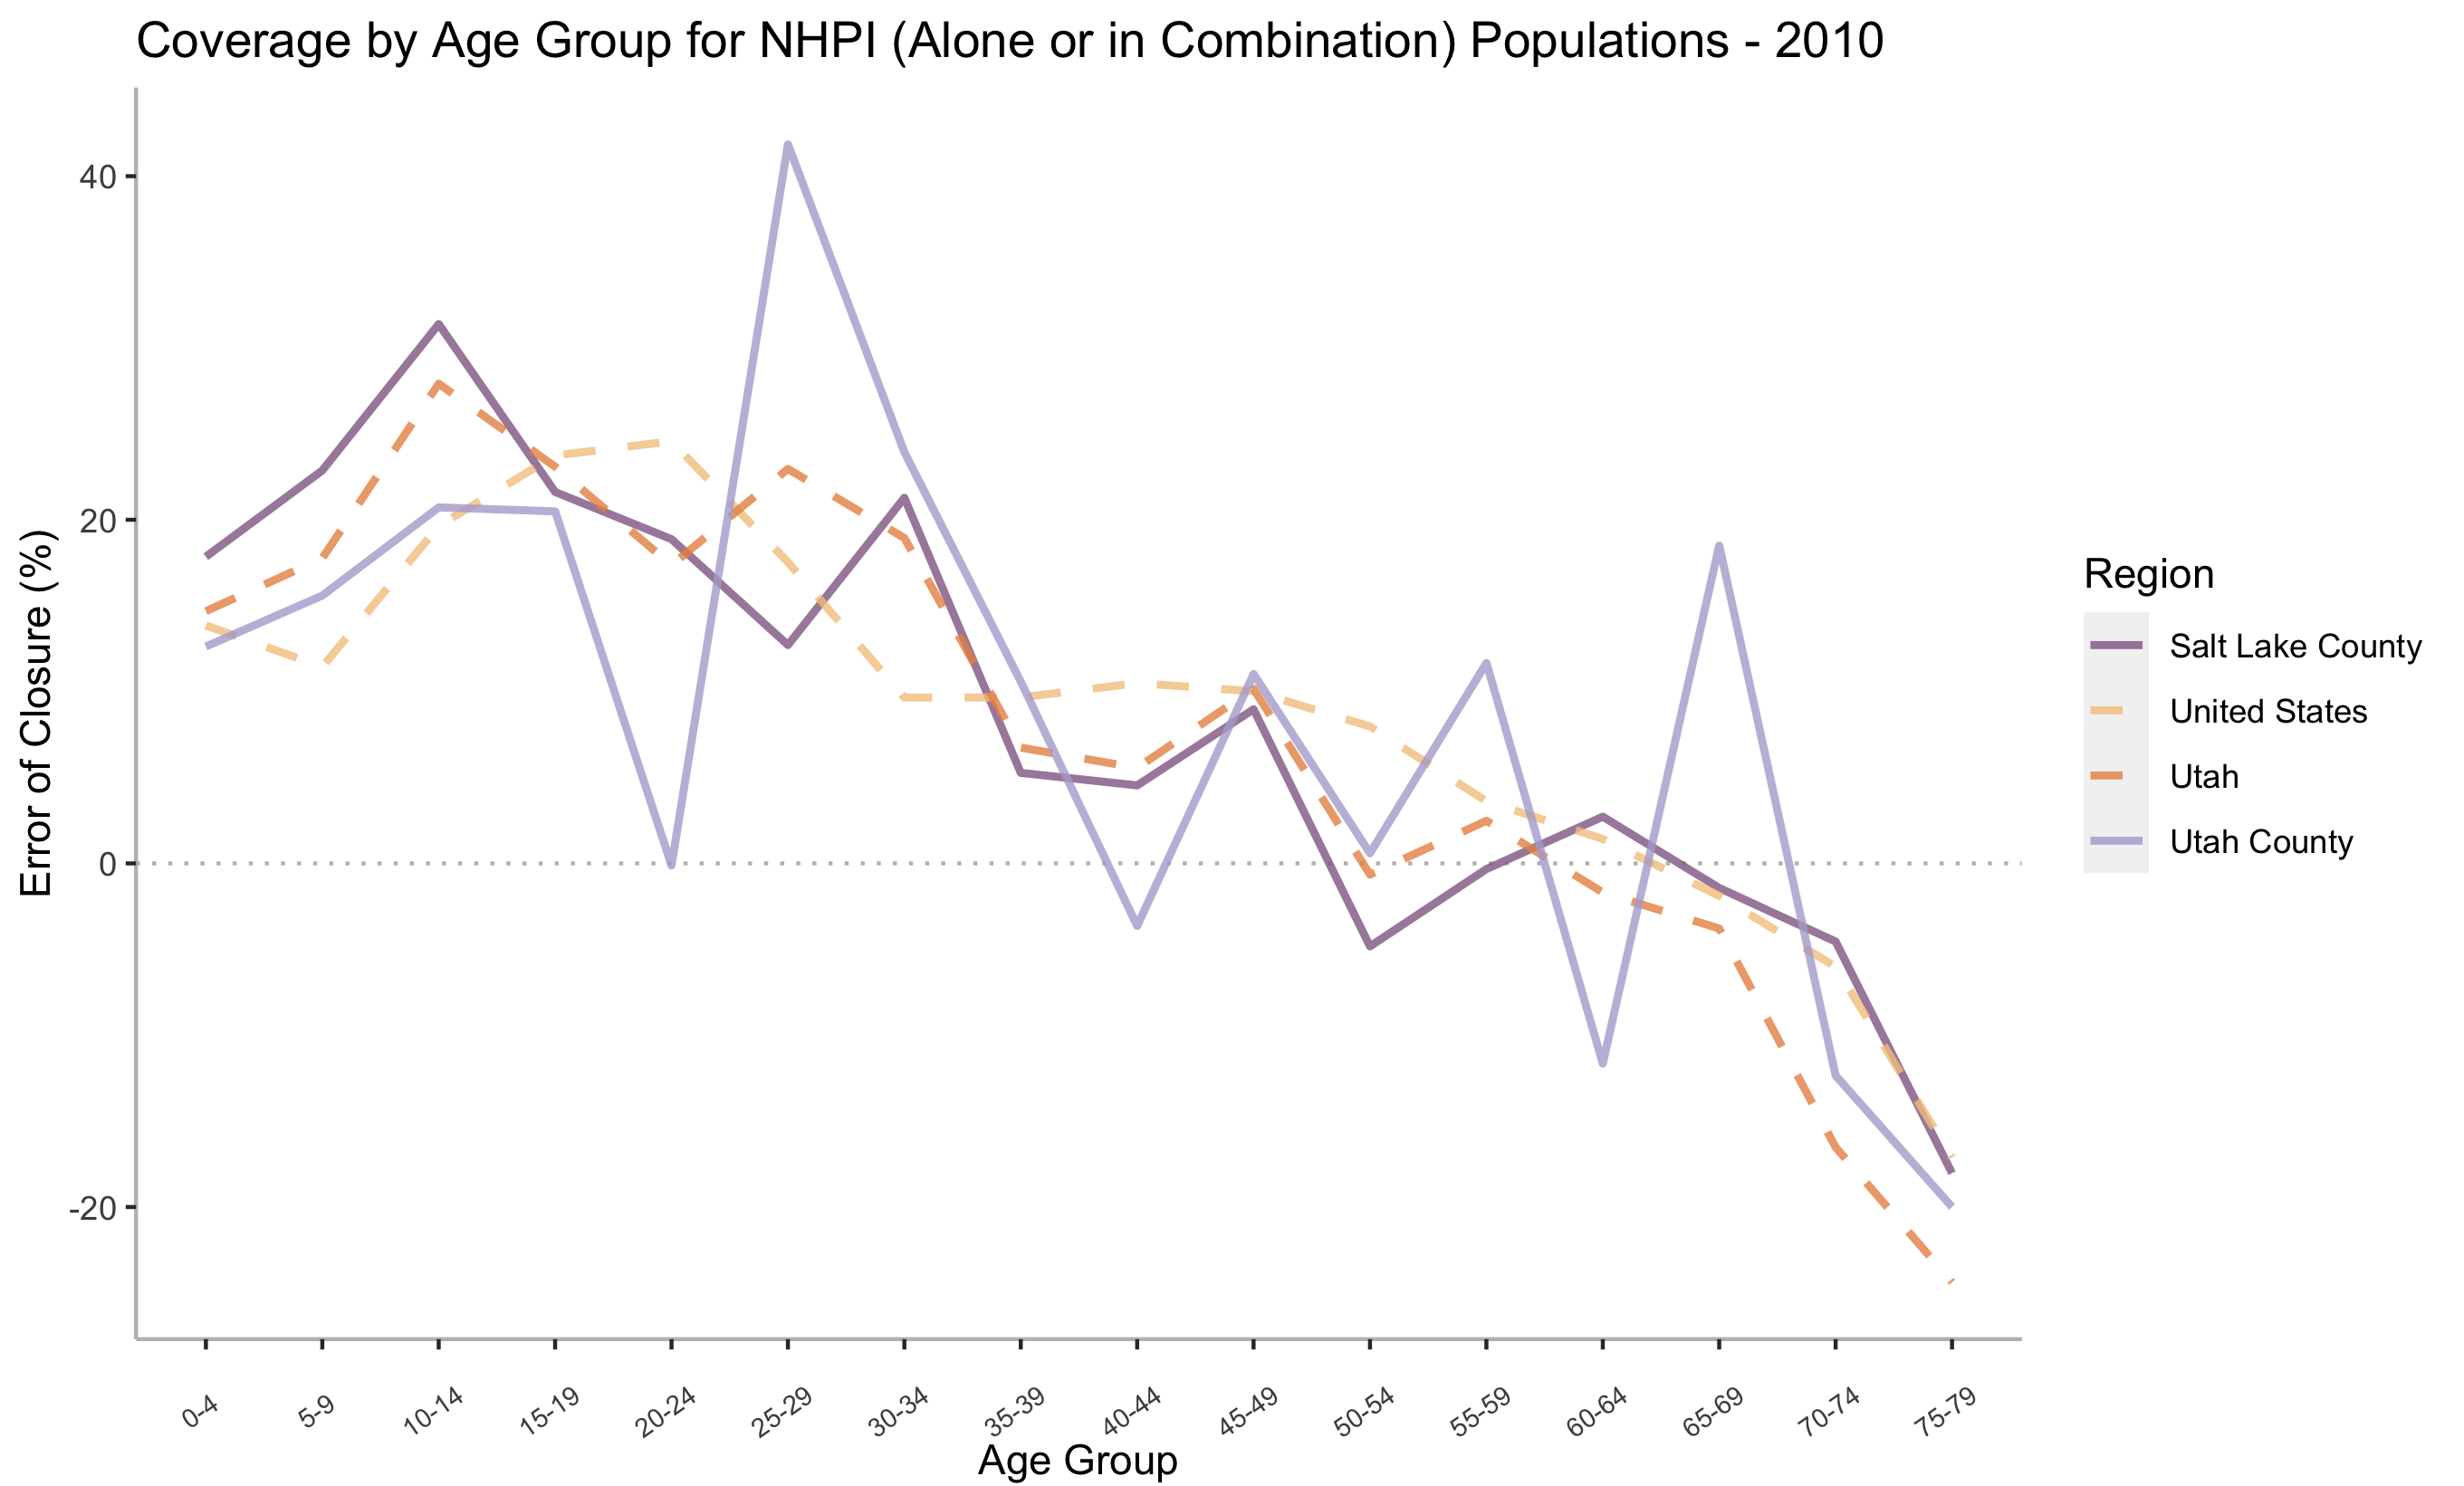 Coverage by Age Group for NHPI (Alone or in Combination) Populations - 2010
Error of Closure (%)
40
20
0
-20
0-4
5-9
10-14
15-19
20-24
25-29
30-34
35-39
40-44
45-49
50-54
55-59
60-64
65-69
70-74
75-79
Age Group
Region
Salt Lake County
United States
Utah
Utah County